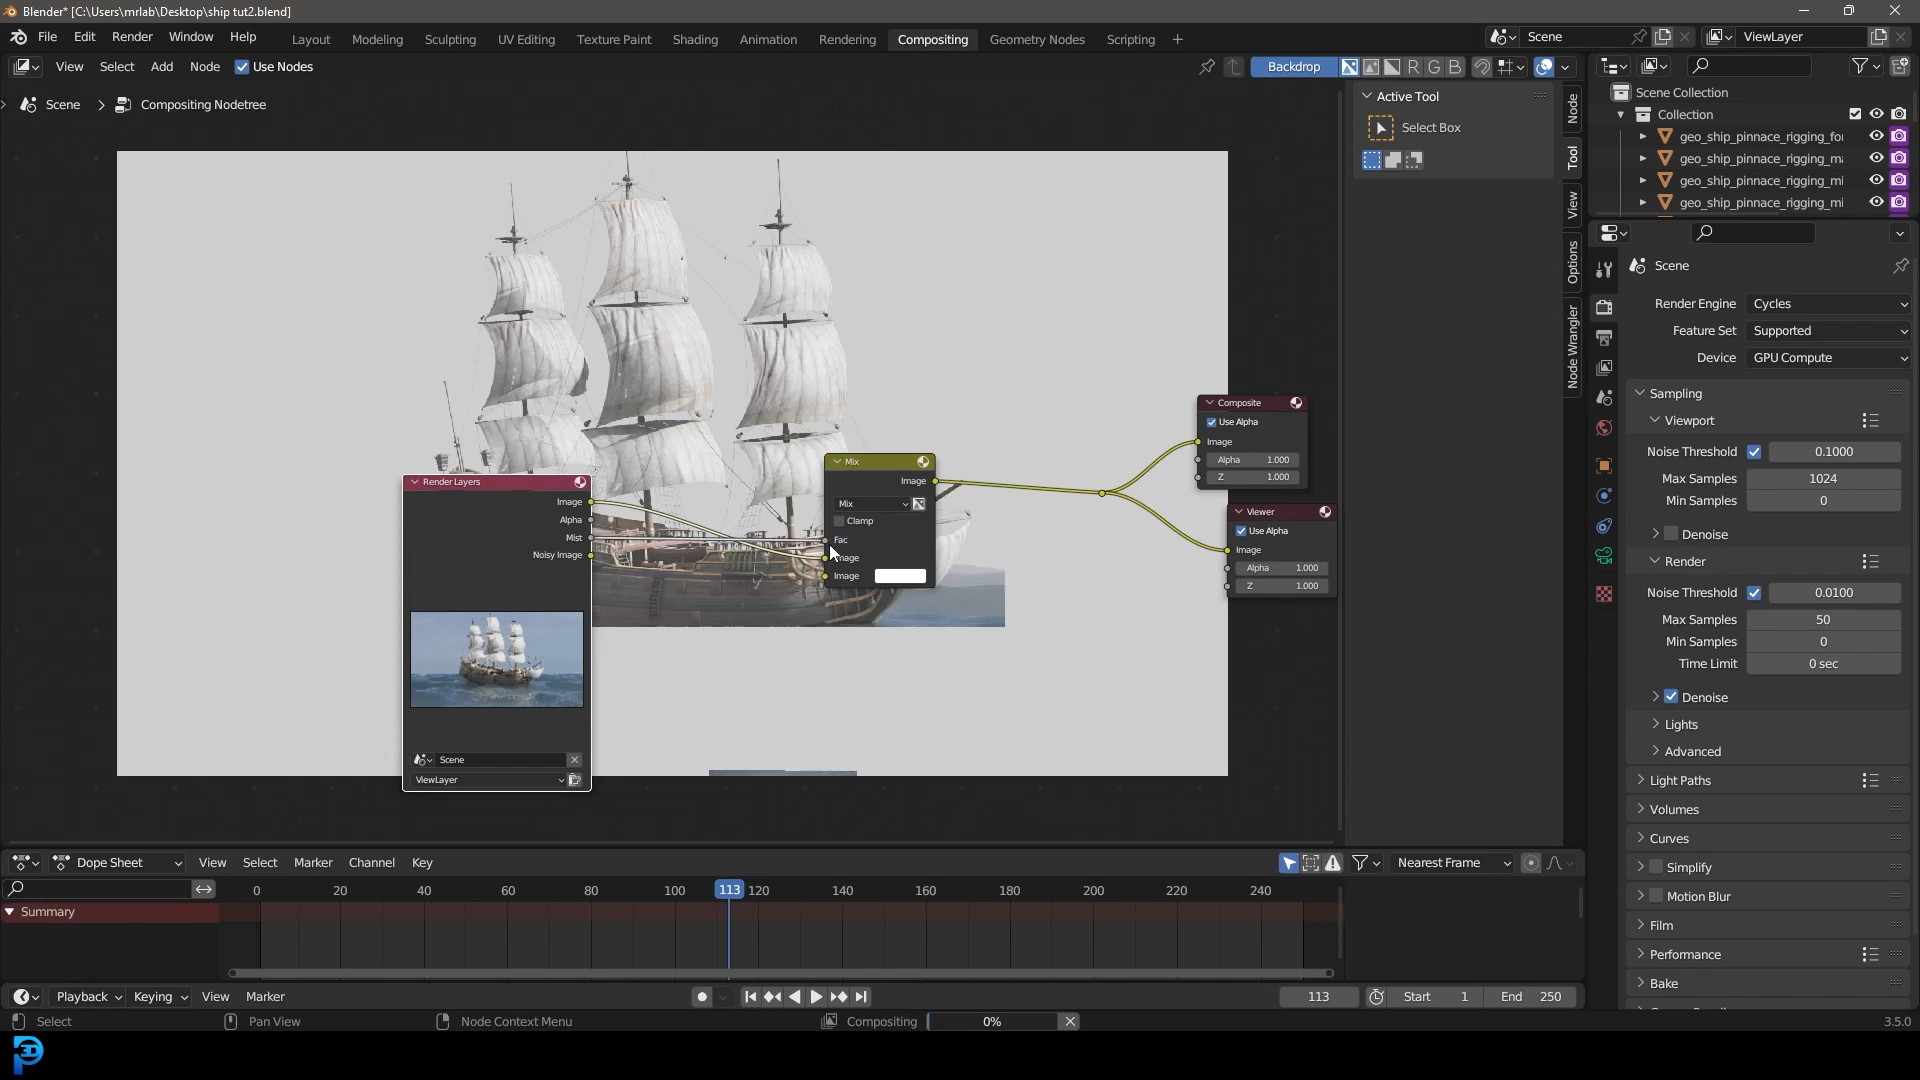 Blender* [C:\Users\mrlab\Desktop\ship tut2.blend]
File Edit Render Window Help
Layout Modeling Sculpting UV Editing Texture Paint Shading Animation Rendering Compositing Geometry Nodes Scripting +
Scene
ViewLayer
View Select Add Node Use Nodes
Backdrop R G B
Scene > Compositing Nodetree
Active Tool
Select Box
Node
Tool
View
Options
Node Wrangler
Render Layers
Image
Alpha
Mist
Noisy Image
Scene
ViewLayer
Mix
Image
Mix
Clamp
Fac
Image
Composite
Use Alpha
Image
Alpha 1.000
Z 1.000
Viewer
Use Alpha
Image
Alpha 1.000
Z 1.000
Scene Collection
Collection
geo_ship_pinnace_rigging_for
geo_ship_pinnace_rigging_ma
geo_ship_pinnace_rigging_mi
geo_ship_pinnace_rigging_mi
Scene
Render Engine Cycles
Feature Set Supported
Device GPU Compute
Sampling
Viewport
Noise Threshold 0.1000
Max Samples 1024
Min Samples 0
Denoise
Render
Noise Threshold 0.0100
Max Samples 50
Min Samples 0
Time Limit 0 sec
Denoise
Lights
Advanced
Light Paths
Volumes
Curves
Simplify
Motion Blur
Film
Performance
Bake
Dope Sheet View Select Marker Channel Key Nearest Frame
0 20 40 60 80 100 113 120 140 160 180 200 220 240
Summary
Playback Keying View Marker 113 Start 1 End 250
Select Pan View Node Context Menu Compositing 0% 3.5.0